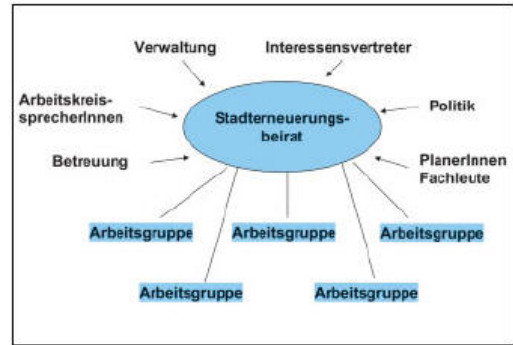 Verwaltung
Interessensvertreter
Arbeitskreis-
sprecherInnen
Stadterneuerungs-
beirat
Politik
Betreuung
PlanerInnen
Fachleute
Arbeitsgruppe
Arbeitsgruppe
Arbeitsgruppe
Arbeitsgruppe
Arbeitsgruppe